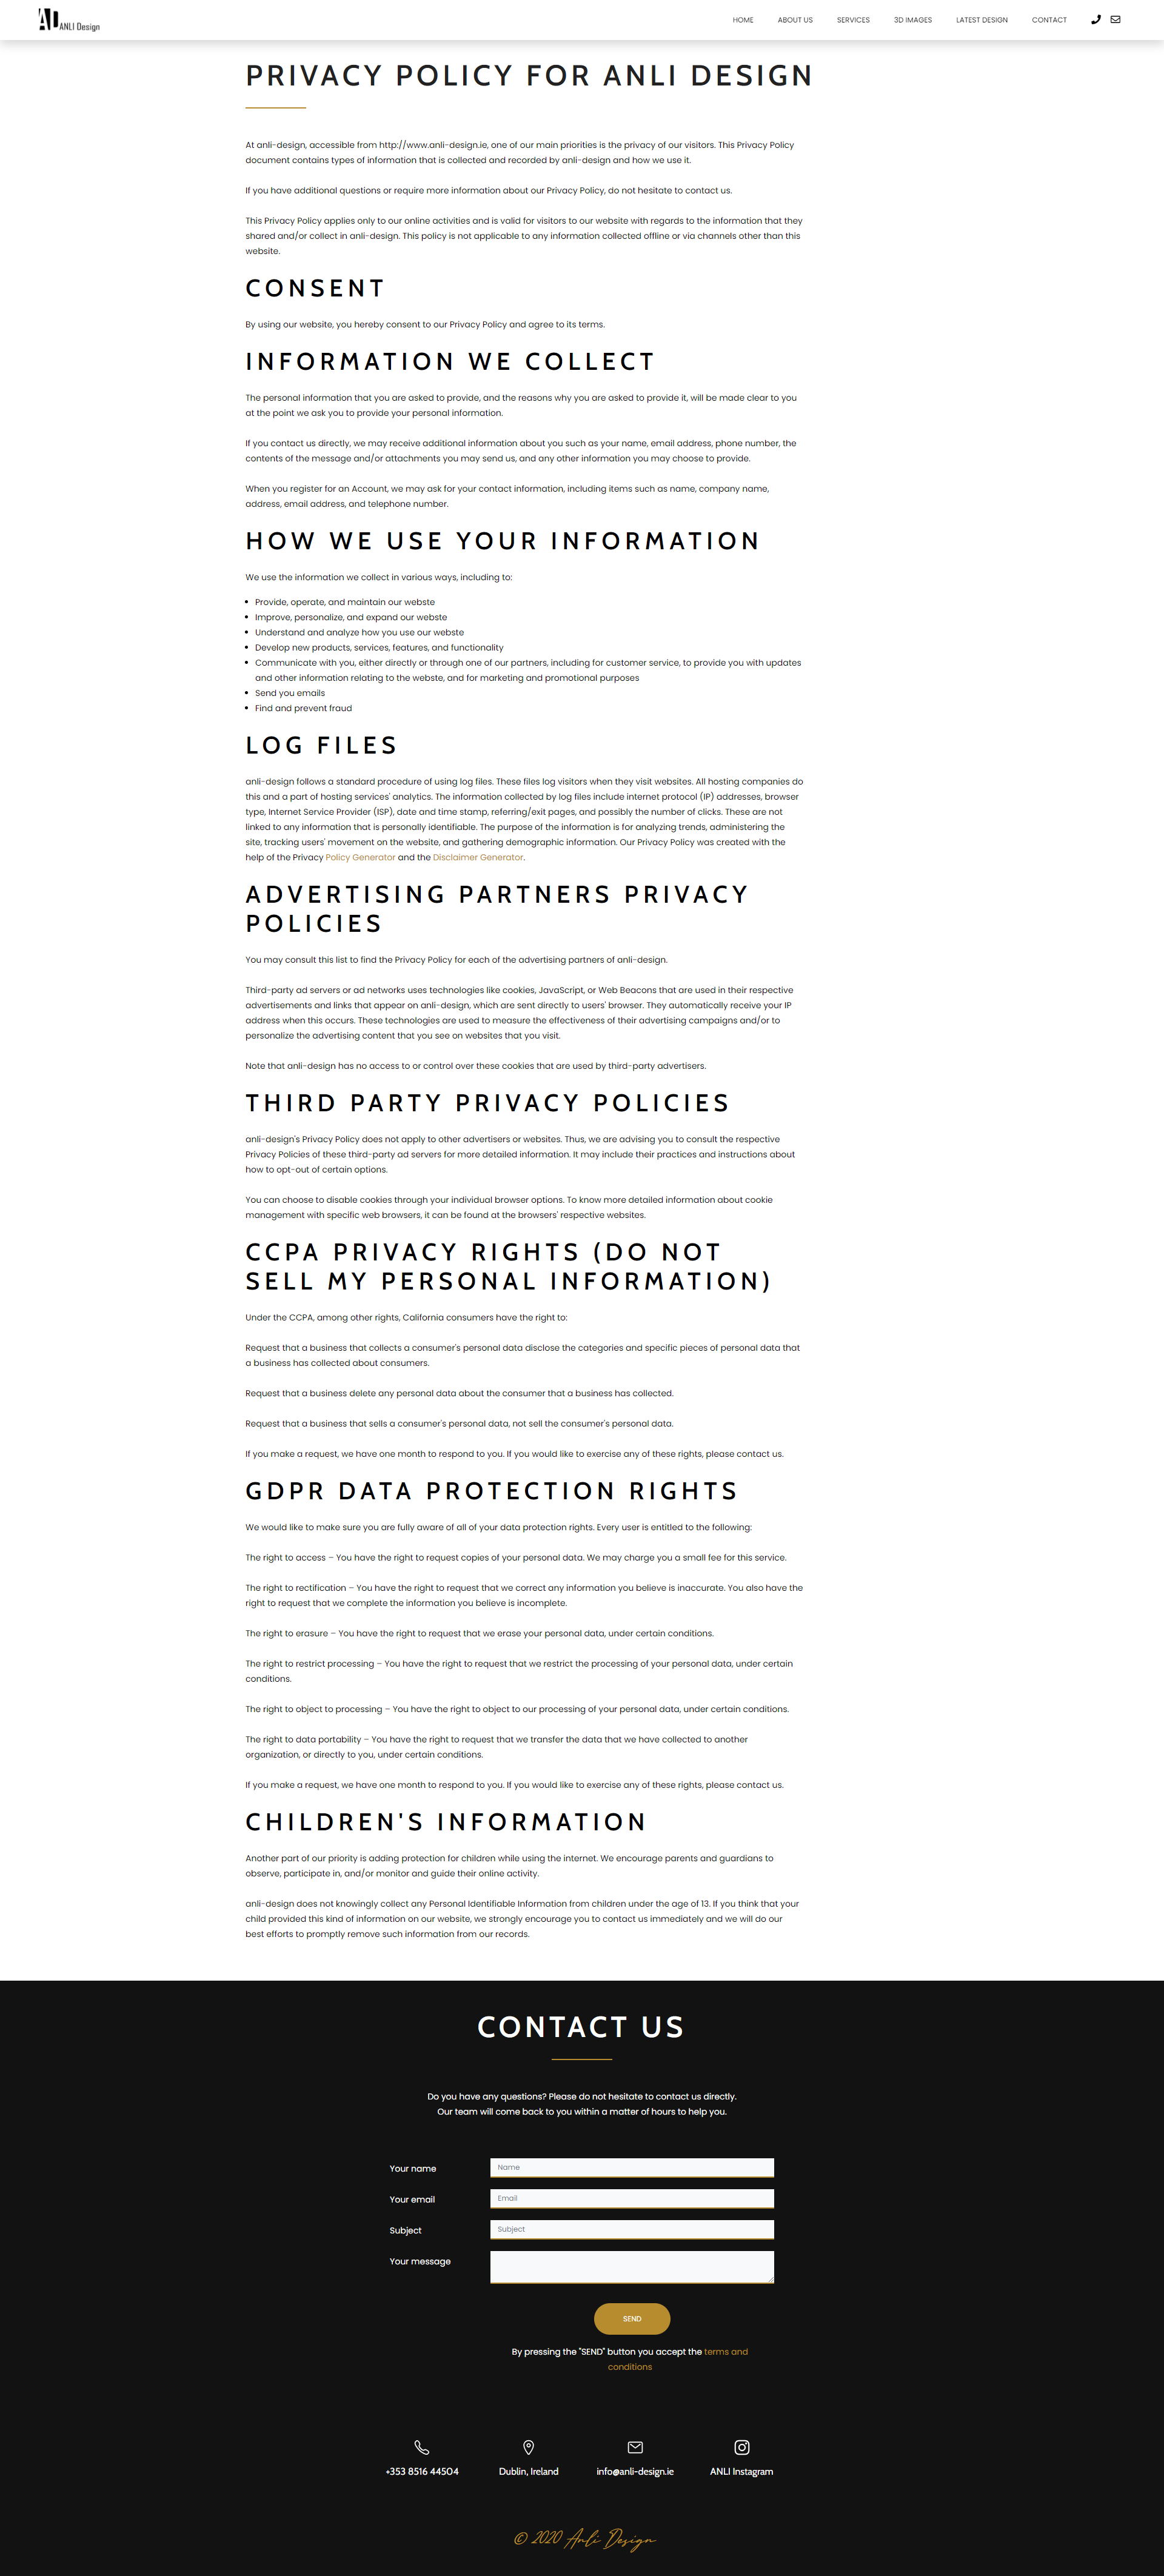 AD ANLI Design
HOME ABOUT US SERVICES 3D IMAGES LATEST DESIGN CONTACT
PRIVACY POLICY FOR ANLI DESIGN
At anli-design, accessible from http://www.anli-design.ie, one of our main priorities is the privacy of our visitors. This Privacy Policy
document contains types of information that is collected and recorded by anli-design and how we use it.
If you have additional questions or require more information about our Privacy Policy, do not hesitate to contact us.
This Privacy Policy applies only to our online activities and is valid for visitors to our website with regards to the information that they
shared and/or collect in anli-design. This policy is not applicable to any information collected offline or via channels other than this
website.
CONSENT
By using our website, you hereby consent to our Privacy Policy and agree to its terms.
INFORMATION WE COLLECT
The personal information that you are asked to provide, and the reasons why you are asked to provide it, will be made clear to you
at the point we ask you to provide your personal information.
If you contact us directly, we may receive additional information about you such as your name, email address, phone number, the
contents of the message and/or attachments you may send us, and any other information you may choose to provide.
When you register for an Account, we may ask for your contact information, including items such as name, company name,
address, email address, and telephone number.
HOW WE USE YOUR INFORMATION
We use the information we collect in various ways, including to:
• Provide, operate, and maintain our webste
• Improve, personalize, and expand our webste
• Understand and analyze how you use our webste
• Develop new products, services, features, and functionality
• Communicate with you, either directly or through one of our partners, including for customer service, to provide you with updates
and other information relating to the webste, and for marketing and promotional purposes
• Send you emails
• Find and prevent fraud
LOG FILES
anli-design follows a standard procedure of using log files. These files log visitors when they visit websites. All hosting companies do
this and a part of hosting services' analytics. The information collected by log files include internet protocol (IP) addresses, browser
type, Internet Service Provider (ISP), date and time stamp, referring/exit pages, and possibly the number of clicks. These are not
linked to any information that is personally identifiable. The purpose of the information is for analyzing trends, administering the
site, tracking users' movement on the website, and gathering demographic information. Our Privacy Policy was created with the
help of the Privacy Policy Generator and the Disclaimer Generator.
ADVERTISING PARTNERS PRIVACY
POLICIES
You may consult this list to find the Privacy Policy for each of the advertising partners of anli-design.
Third-party ad servers or ad networks uses technologies like cookies, JavaScript, or Web Beacons that are used in their respective
advertisements and links that appear on anli-design, which are sent directly to users' browser. They automatically receive your IP
address when this occurs. These technologies are used to measure the effectiveness of their advertising campaigns and/or to
personalize the advertising content that you see on websites that you visit.
Note that anli-design has no access to or control over these cookies that are used by third-party advertisers.
THIRD PARTY PRIVACY POLICIES
anli-design's Privacy Policy does not apply to other advertisers or websites. Thus, we are advising you to consult the respective
Privacy Policies of these third-party ad servers for more detailed information. It may include their practices and instructions about
how to opt-out of certain options.
You can choose to disable cookies through your individual browser options. To know more detailed information about cookie
management with specific web browsers, it can be found at the browsers' respective websites.
CCPA PRIVACY RIGHTS (DO NOT
SELL MY PERSONAL INFORMATION)
Under the CCPA, among other rights, California consumers have the right to:
Request that a business that collects a consumer's personal data disclose the categories and specific pieces of personal data that
a business has collected about consumers.
Request that a business delete any personal data about the consumer that a business has collected.
Request that a business that sells a consumer's personal data, not sell the consumer's personal data.
If you make a request, we have one month to respond to you. If you would like to exercise any of these rights, please contact us.
GDPR DATA PROTECTION RIGHTS
We would like to make sure you are fully aware of all of your data protection rights. Every user is entitled to the following:
The right to access – You have the right to request copies of your personal data. We may charge you a small fee for this service.
The right to rectification – You have the right to request that we correct any information you believe is inaccurate. You also have the
right to request that we complete the information you believe is incomplete.
The right to erasure – You have the right to request that we erase your personal data, under certain conditions.
The right to restrict processing – You have the right to request that we restrict the processing of your personal data, under certain
conditions.
The right to object to processing – You have the right to object to our processing of your personal data, under certain conditions.
The right to data portability – You have the right to request that we transfer the data that we have collected to another
organization, or directly to you, under certain conditions.
If you make a request, we have one month to respond to you. If you would like to exercise any of these rights, please contact us.
CHILDREN'S INFORMATION
Another part of our priority is adding protection for children while using the internet. We encourage parents and guardians to
observe, participate in, and/or monitor and guide their online activity.
anli-design does not knowingly collect any Personal Identifiable Information from children under the age of 13. If you think that your
child provided this kind of information on our website, we strongly encourage you to contact us immediately and we will do our
best efforts to promptly remove such information from our records.
CONTACT US
Do you have any questions? Please do not hesitate to contact us directly.
Our team will come back to you within a matter of hours to help you.
Your name Name
Your email Email
Subject Subject
Your message
SEND
By pressing the "SEND" button you accept the terms and
conditions
+353 8516 44504 Dublin, Ireland info@anli-design.ie ANLI Instagram
© 2020 Anli Design